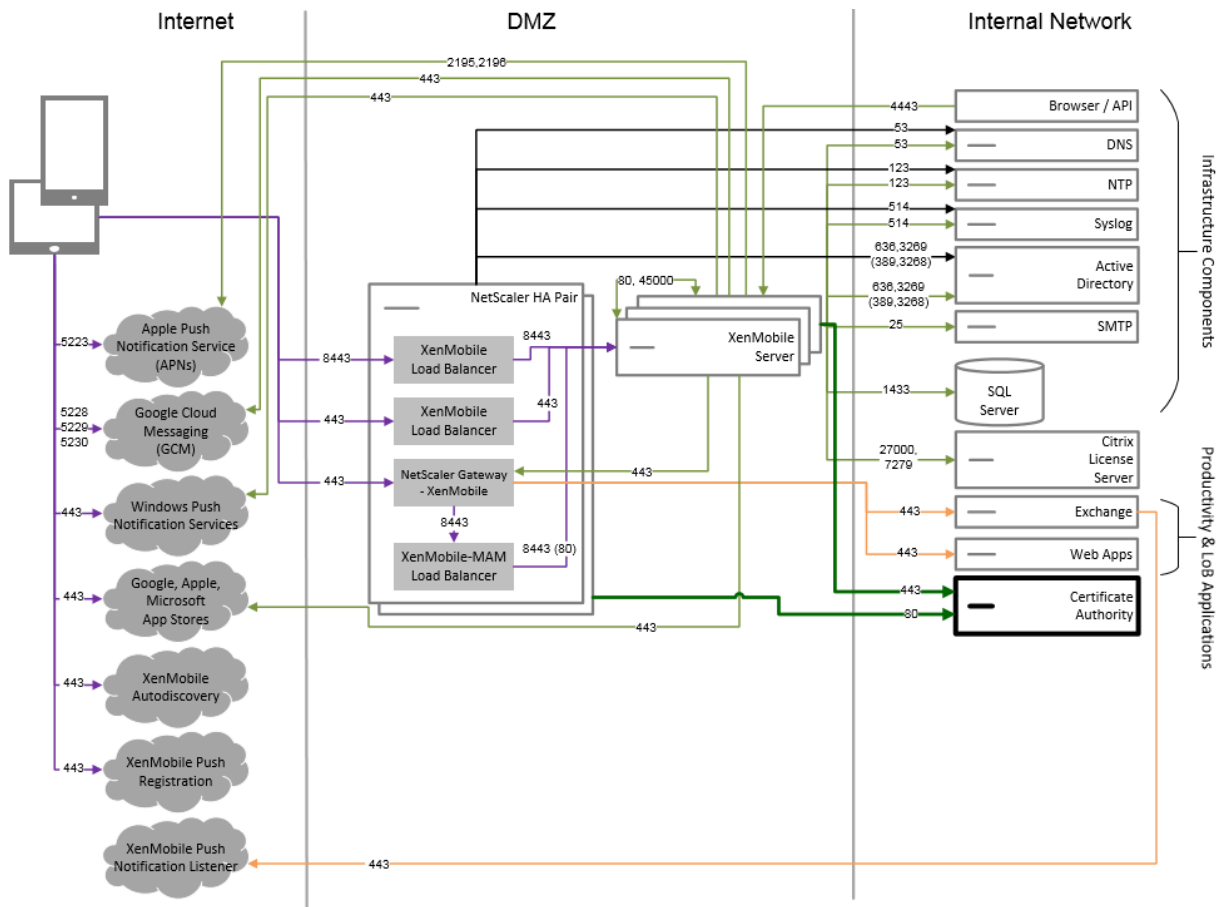 Internet
DMZ
Internal Network
2195,2196
443
443
4443
Browser / API
53
53
DNS
123
123
NTP
514
514
Syslog
636,3269
(389,3268)
636,3269
(389,3268)
Active
Directory
25
SMTP
1433
SQL
Server
27000,
7279
Citrix
License
Server
443
Exchange
443
Web Apps
443
80
Certificate
Authority
Infrastructure Components
Productivity & LoB Applications
NetScaler HA Pair
80, 45000
XenMobile
Server
8443
XenMobile
Load Balancer
8443
443
XenMobile
Load Balancer
443
443
NetScaler Gateway
- XenMobile
443
8443
XenMobile-MAM
Load Balancer
8443 (80)
443
5223
Apple Push
Notification Service
(APNs)
5228
5229
5230
Google Cloud
Messaging
(GCM)
443
Windows Push
Notification Services
443
Google, Apple,
Microsoft
App Stores
443
XenMobile
Autodiscovery
443
XenMobile Push
Registration
XenMobile Push
Notification Listener
443